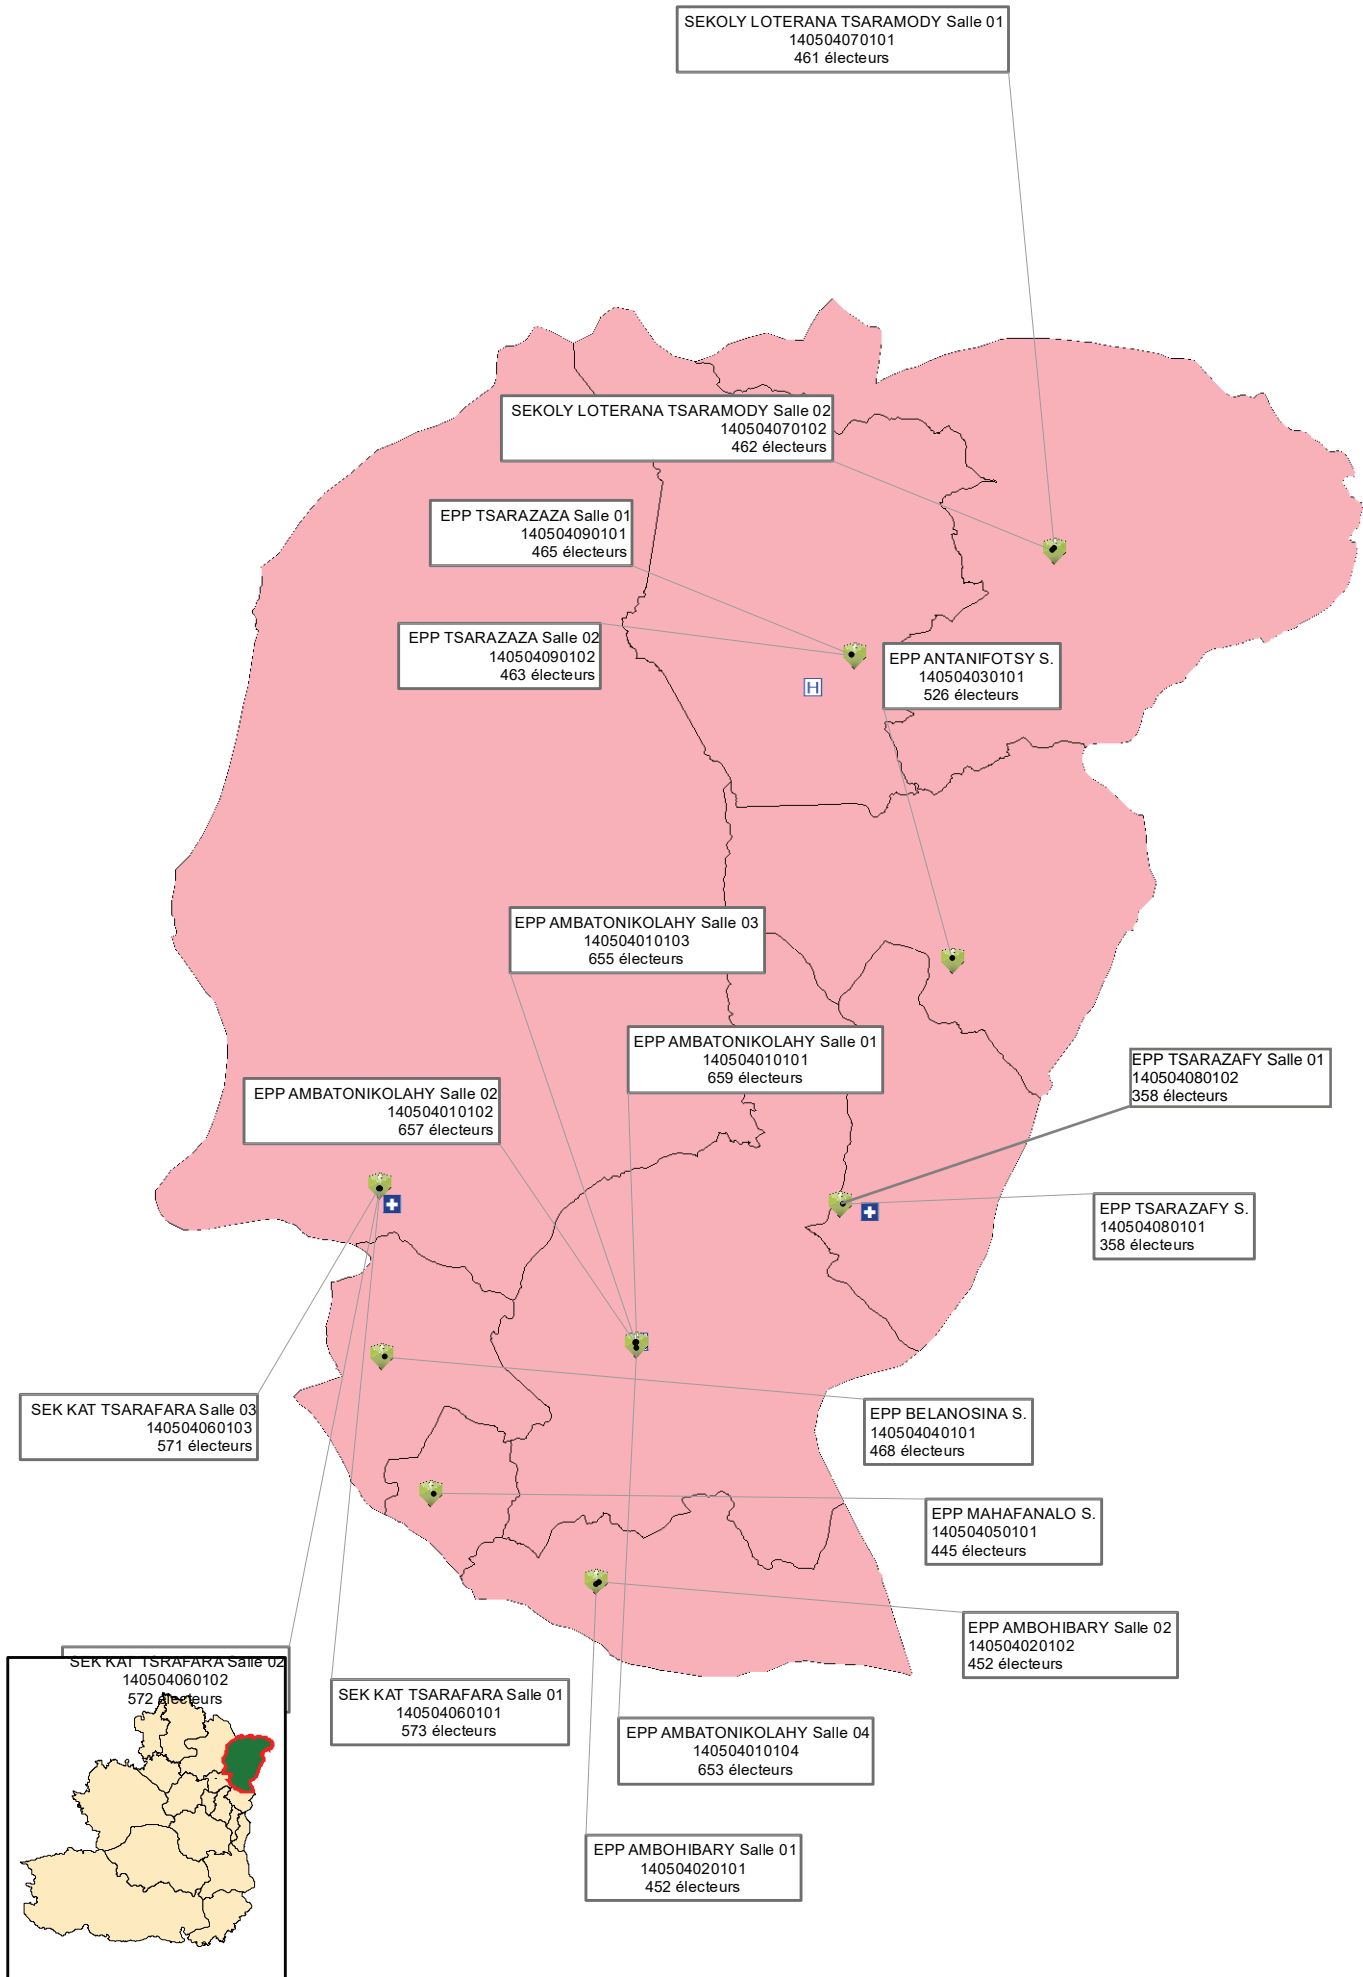 SEKOLY LOTERANA TSARAMODY Salle 01
140504070101
461 électeurs
SEKOLY LOTERANA TSARAMODY Salle 02
140504070102
462 électeurs
EPP TSARAZAZA Salle 01
140504090101
465 électeurs
EPP TSARAZAZA Salle 02
140504090102
463 électeurs
H
EPP ANTANIFOTSY S.
140504030101
526 électeurs
EPP AMBATONIKOLAHY Salle 03
140504010103
655 électeurs
EPP AMBATONIKOLAHY Salle 01
140504010101
659 électeurs
EPP TSARAZAFY Salle 01
140504080102
358 électeurs
EPP AMBATONIKOLAHY Salle 02
140504010102
657 électeurs
EPP TSARAZAFY S.
140504080101
358 électeurs
SEK KAT TSARAFARA Salle 03
140504060103
571 électeurs
EPP BELANOSINA S.
140504040101
468 électeurs
EPP MAHAFANALO S.
140504050101
445 électeurs
EPP AMBOHIBARY Salle 02
140504020102
452 électeurs
SEK KAT TSRAFARA Salle 02
140504060102
572 électeurs
SEK KAT TSARAFARA Salle 01
140504060101
573 électeurs
EPP AMBATONIKOLAHY Salle 04
140504010104
653 électeurs
EPP AMBOHIBARY Salle 01
140504020101
452 électeurs